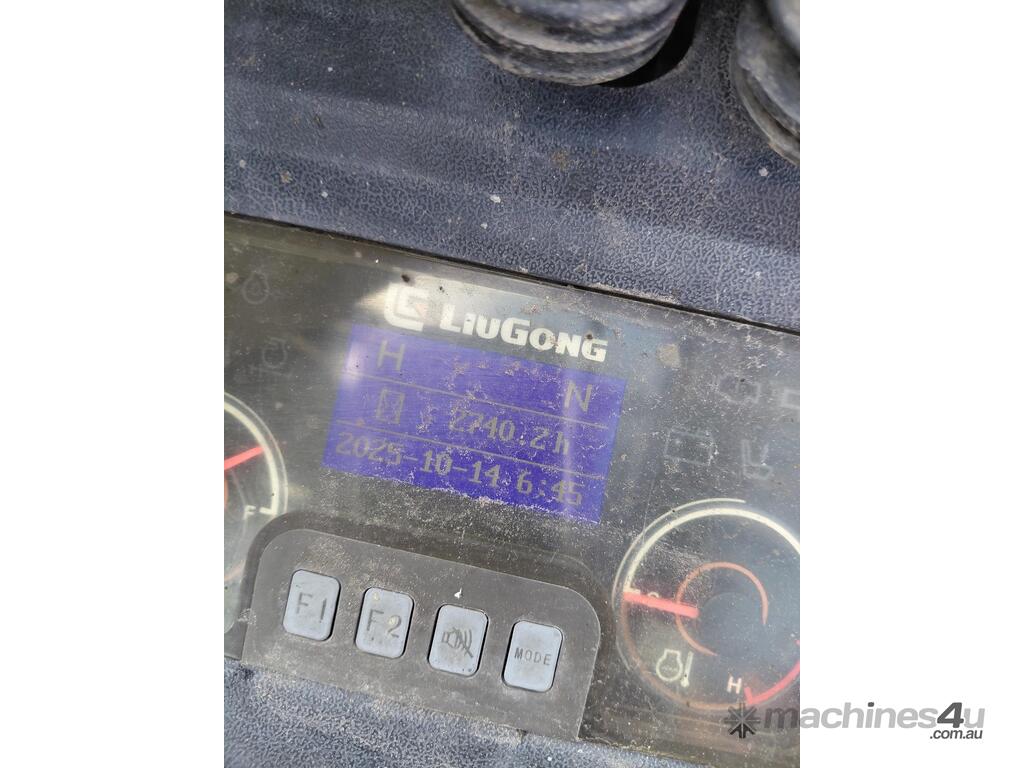 LiuGong
H N
2740.2h
2025-10-14 6:45
F
F1 F2 MODE
H
machines4u
.com.au